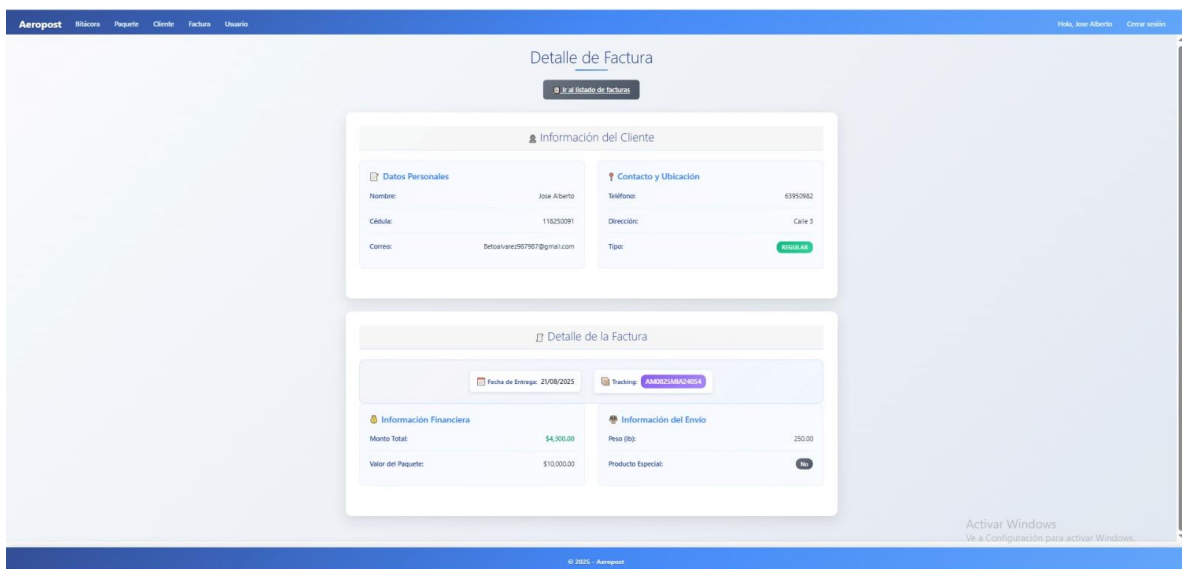 Aeropost Bitácora Paquete Cliente Factura Usuario Hola, Jose Alberto Cerrar sesión
Detalle de Factura
Ir al listado de facturas
Información del Cliente
Datos Personales
Nombre: Jose Alberto
Cédula: 118250091
Correo: Betoalvarez987987@gmail.com
Contacto y Ubicación
Teléfono: 63950982
Dirección: Calle 3
Tipo: REGULAR
Detalle de la Factura
Fecha de Entrega: 21/08/2025 Tracking: AM0825MIA24054
Información Financiera
Monto Total: $4,300.00
Valor del Paquete: $10,000.00
Información del Envío
Peso (lb): 250.00
Producto Especial: No
Activar Windows
Ve a Configuración para activar Windows.
© 2025 - Aeropost